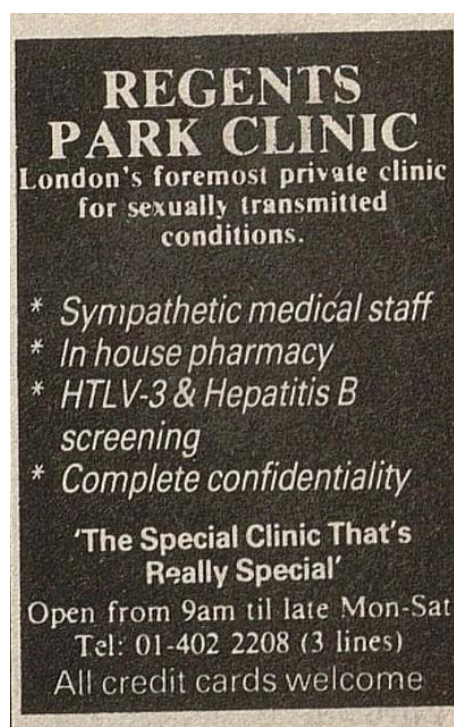 REGENTS
PARK CLINIC
London's foremost private clinic
for sexually transmitted
conditions.
* Sympathetic medical staff
* In house pharmacy
* HTLV-3 & Hepatitis B
screening
* Complete confidentiality
'The Special Clinic That's
Really Special'
Open from 9am til late Mon-Sat
Tel: 01-402 2208 (3 lines)
All credit cards welcome